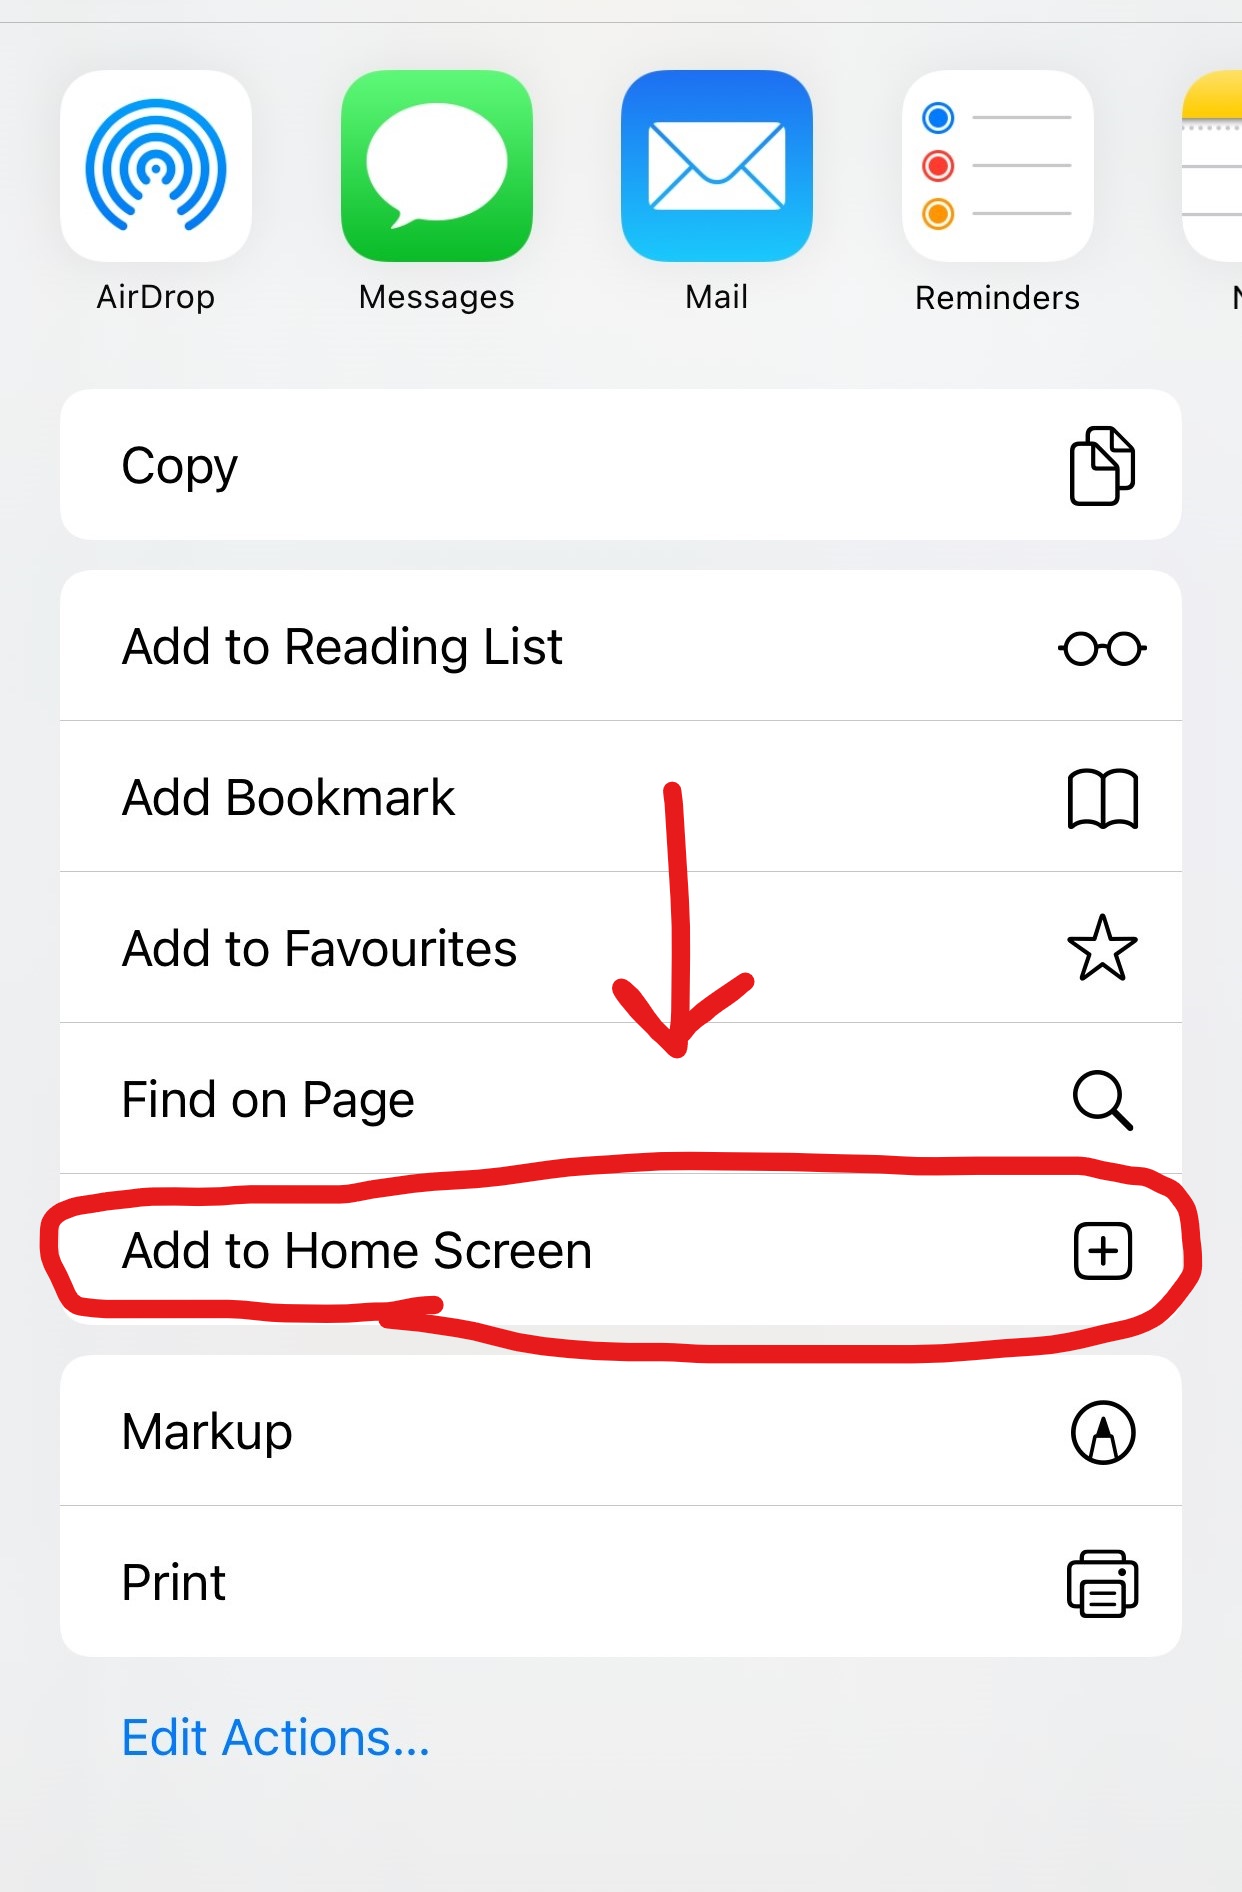 AirDrop
Messages
Mail
Reminders
Copy
Add to Reading List
Add Bookmark
Add to Favourites
Find on Page
Add to Home Screen
Markup
Print
Edit Actions...